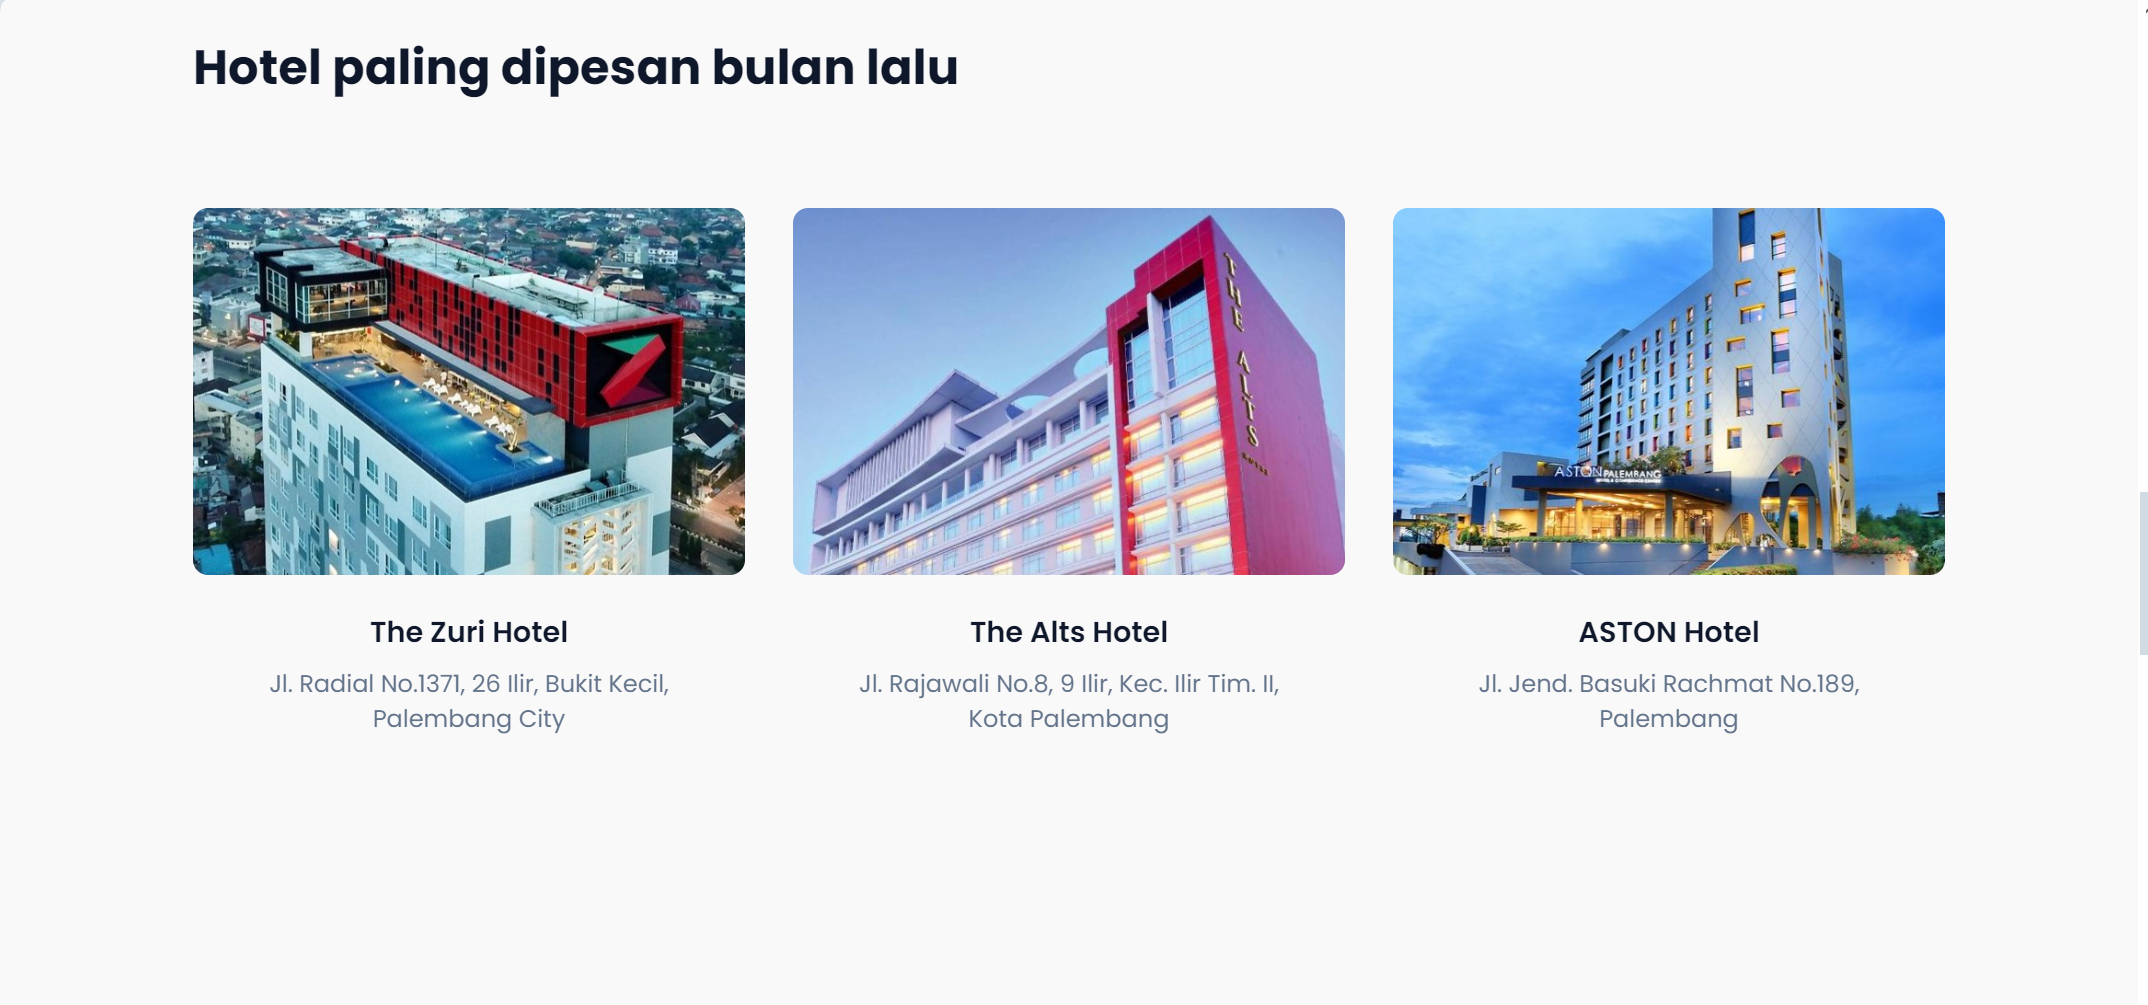 Hotel paling dipesan bulan lalu
THE ALTS
ASTON PALEMBANG
The Zuri Hotel
Jl. Radial No.1371, 26 Ilir, Bukit Kecil,
Palembang City
The Alts Hotel
Jl. Rajawali No.8, 9 Ilir, Kec. Ilir Tim. II,
Kota Palembang
ASTON Hotel
Jl. Jend. Basuki Rachmat No.189,
Palembang